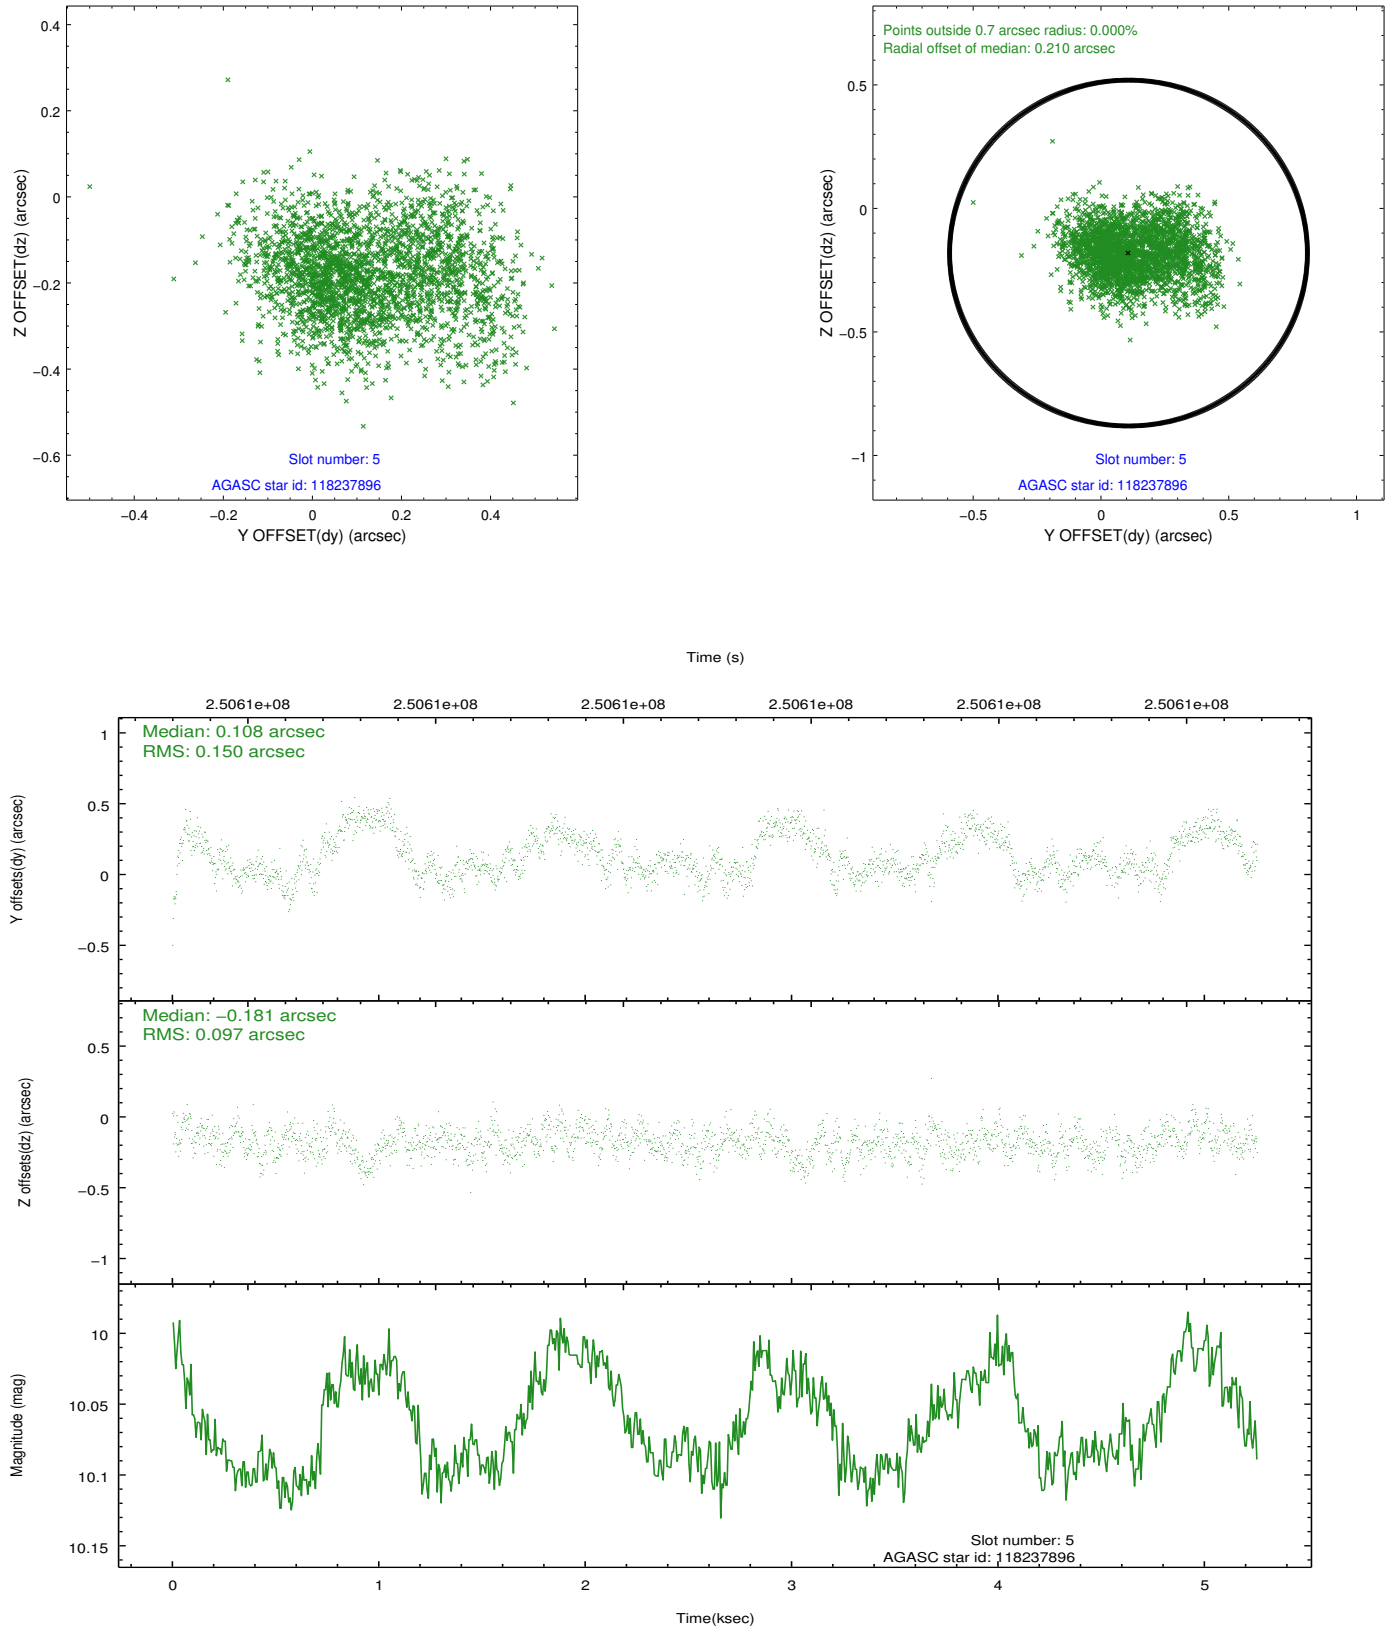 0.4
0.2
0
−0.2
−0.4
−0.6
Z OFFSET(dz) (arcsec)
Slot number: 5
AGASC star id: 118237896
−0.4 −0.2 0 0.2 0.4
Y OFFSET(dy) (arcsec)
Points outside 0.7 arcsec radius: 0.000%
Radial offset of median: 0.210 arcsec
0.5
0
−0.5
−1
Z OFFSET(dz) (arcsec)
Slot number: 5
AGASC star id: 118237896
−0.5 0 0.5 1
Y OFFSET(dy) (arcsec)
Time (s)
2.5061e+08 2.5061e+08 2.5061e+08 2.5061e+08 2.5061e+08 2.5061e+08
Median: 0.108 arcsec
RMS: 0.150 arcsec
1
0.5
0
−0.5
Y offsets(dy) (arcsec)
Median: −0.181 arcsec
RMS: 0.097 arcsec
0.5
0
−0.5
−1
Z offsets(dz) (arcsec)
10
10.05
10.1
10.15
Magnitude (mag)
Slot number: 5
AGASC star id: 118237896
0 1 2 3 4 5
Time(ksec)